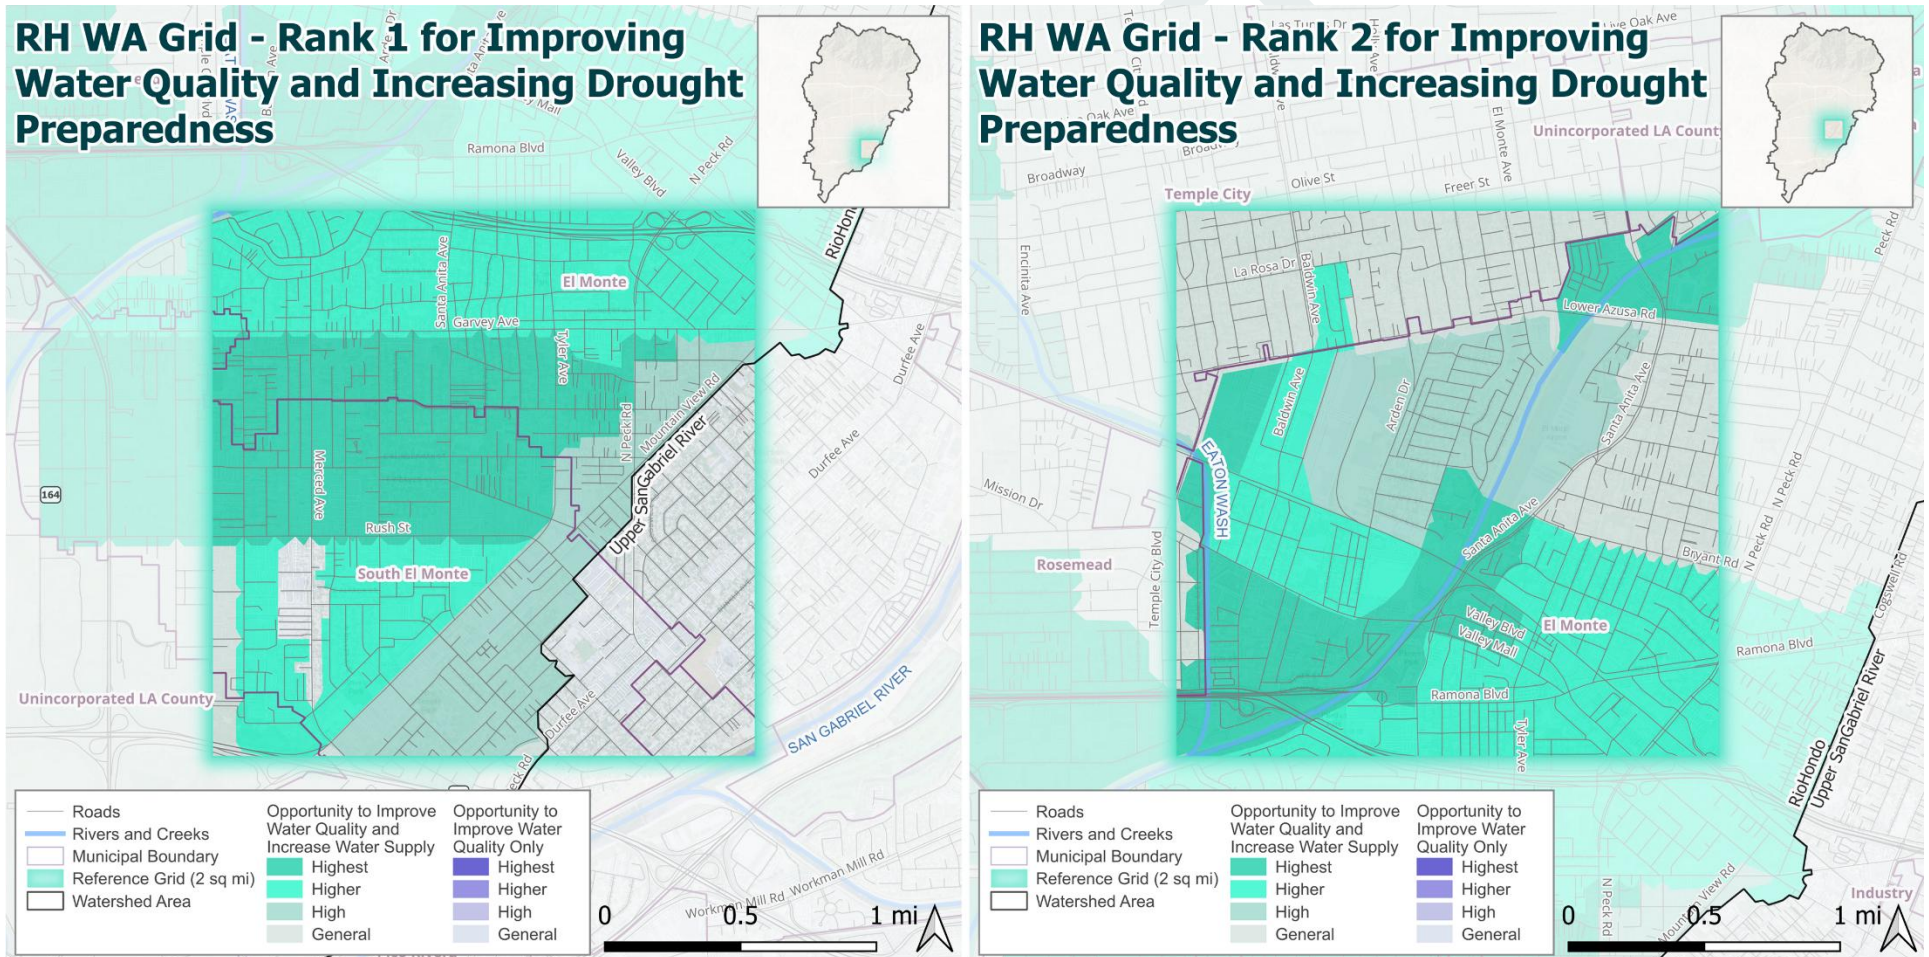 RH WA Grid - Rank 1 for Improving
Water Quality and Increasing Drought
Preparedness
Ramona Blvd
Valley Blvd
N Peck Rd
RioHondo
El Monte
Santa Anita Ave
Garvey Ave
Tyler Ave
Durfee Ave
Mountain View Rd
N Peck Rd
Upper SanGabriel River
Durfee Ave
164
Merced Ave
Rush St
South El Monte
Unincorporated LA County
Durfee Ave
SAN GABRIEL RIVER
Workman Mill Rd
Workman Mill Rd
Roads
Rivers and Creeks
Municipal Boundary
Reference Grid (2 sq mi)
Watershed Area
Opportunity to Improve
Water Quality and
Increase Water Supply
Highest
Higher
High
General
Opportunity to
Improve Water
Quality Only
Highest
Higher
High
General
0 0.5 1 mi
RH WA Grid - Rank 2 for Improving
Water Quality and Increasing Drought
Preparedness
Live Oak Ave
Unincorporated LA County
El Monte Ave
Broadway
Broadway
Temple City
Olive St
Freer St
Encinita Ave
La Rosa Dr
Baldwin Ave
Peck Rd
Lower Azusa Rd
Baldwin Ave
Arden Dr
Santa Anita Ave
EATON WASH
Mission Dr
N Peck Rd
Santa Anita Ave
Bryant Rd
N Peck Rd
Rosemead
Temple City Blvd
Cogswell Rd
Valley Blvd
Valley Mall
El Monte
Ramona Blvd
Ramona Blvd
Tyler Ave
RioHondo
Upper SanGabriel River
Industry
N Peck Rd
Mountain View Rd
Roads
Rivers and Creeks
Municipal Boundary
Reference Grid (2 sq mi)
Watershed Area
Opportunity to Improve
Water Quality and
Increase Water Supply
Highest
Higher
High
General
Opportunity to
Improve Water
Quality Only
Highest
Higher
High
General
0 0.5 1 mi